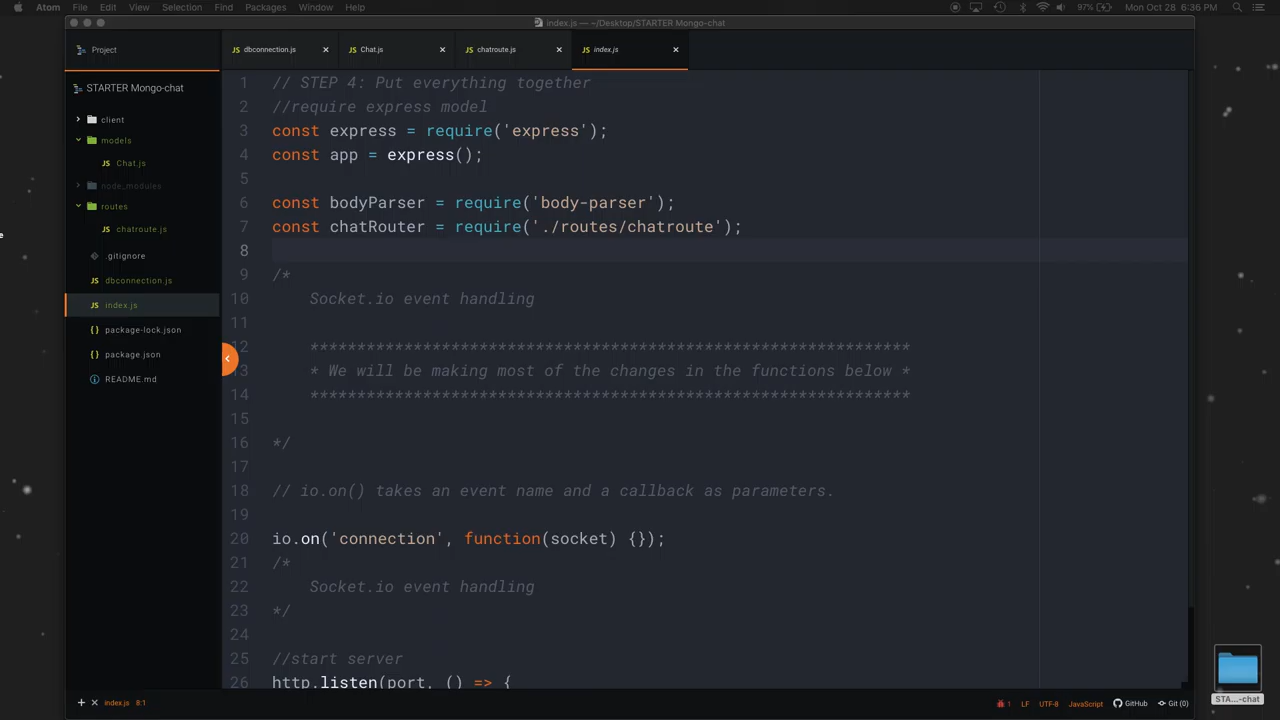 Atom File Edit View Selection Find Packages Window Help 97% Mon Oct 28 6:36 PM
index.js — ~/Desktop/STARTER Mongo-chat
Project
dbconnection.js
Chat.js
chatroute.js
index.js
STARTER Mongo-chat
client
models
Chat.js
node_modules
routes
chatroute.js
.gitignore
dbconnection.js
index.js
package-lock.json
package.json
README.md
1 // STEP 4: Put everything together
2 //require express model
3 const express = require('express');
4 const app = express();
5
6 const bodyParser = require('body-parser');
7 const chatRouter = require('./routes/chatroute');
8
9 /*
10 Socket.io event handling
11
12 ****************************************************************
13 * We will be making most of the changes in the functions below *
14 ****************************************************************
15
16 */
17
18 // io.on() takes an event name and a callback as parameters.
19
20 io.on('connection', function(socket) {});
21 /*
22 Socket.io event handling
23 */
24
25 //start server
26 http.listen(port, () => {
index.js 8:1
1 LF UTF-8 JavaScript GitHub Git (0)
STA...-chat